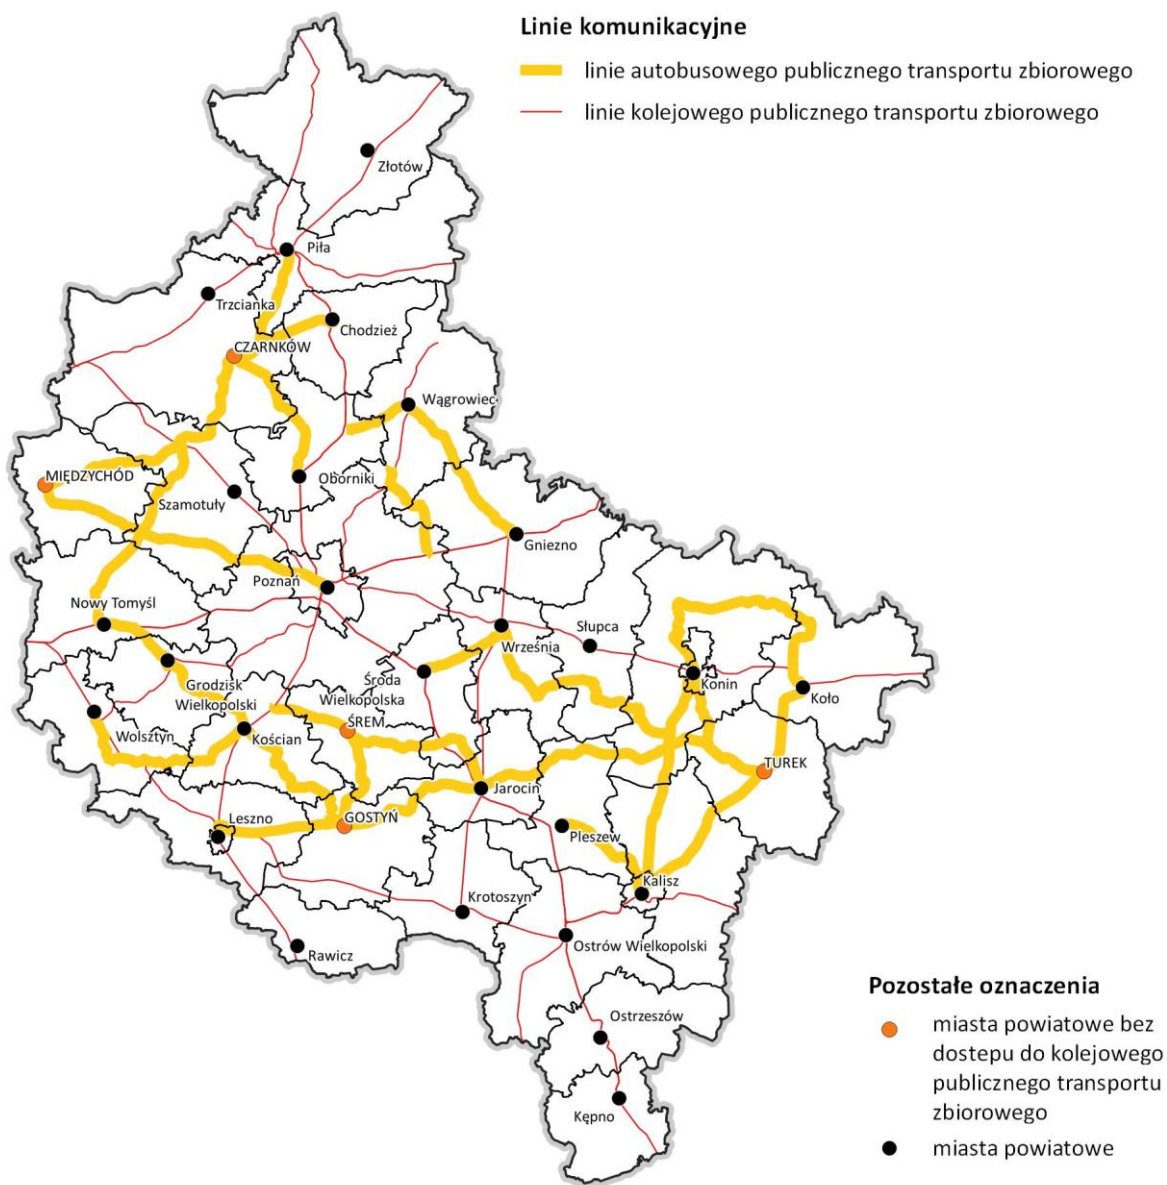 Linie komunikacyjne
linie autobusowego publicznego transportu zbiorowego
linie kolejowego publicznego transportu zbiorowego
Złotów
Piła
Trzcianka
Chodzież
CZARNKÓW
Wągrowiec
MIĘDZYCHÓD
Oborniki
Szamotuły
Gniezno
Poznań
Nowy Tomyśl
Słupca
Września
Środa
Wielkopolska
Grodzisk
Wielkopolski
Konin
Koło
ŚREM
Wolsztyn
Kościan
TUREK
Jarocin
Leszno
GOSTYŃ
Pleszew
Kalisz
Krotoszyn
Ostrów Wielkopolski
Rawicz
Ostrzeszów
Kępno
Pozostałe oznaczenia
miasta powiatowe bez
dostepu do kolejowego
publicznego transportu
zbiorowego
miasta powiatowe